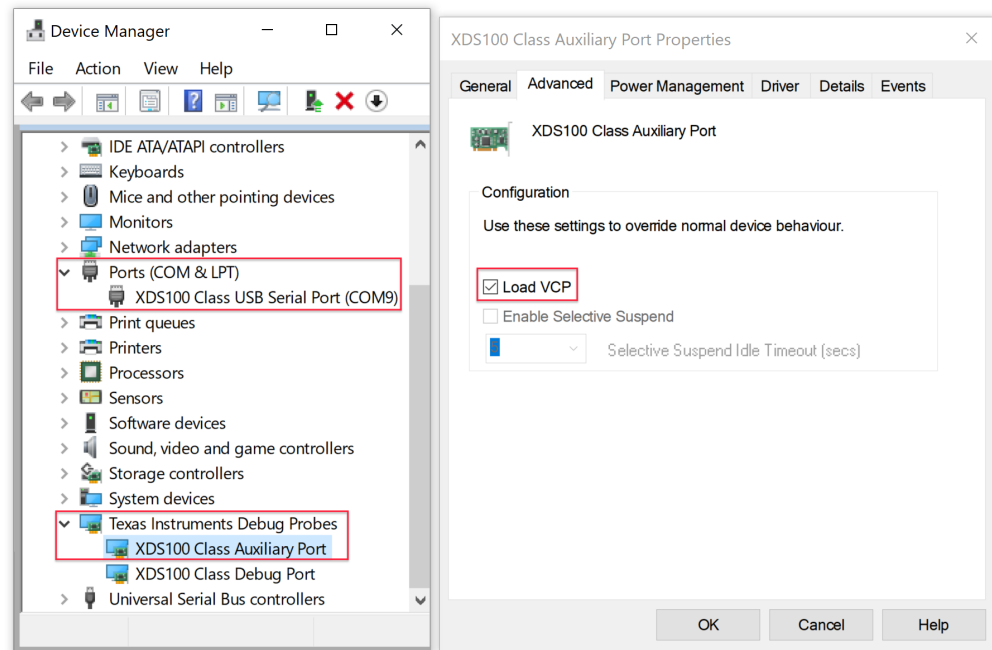 Device Manager
File Action View Help
IDE ATA/ATAPI controllers
Keyboards
Mice and other pointing devices
Monitors
Network adapters
Ports (COM & LPT)
XDS100 Class USB Serial Port (COM9)
Print queues
Printers
Processors
Sensors
Software devices
Sound, video and game controllers
Storage controllers
System devices
Texas Instruments Debug Probes
XDS100 Class Auxiliary Port
XDS100 Class Debug Port
Universal Serial Bus controllers
XDS100 Class Auxiliary Port Properties
General Advanced Power Management Driver Details Events
XDS100 Class Auxiliary Port
Configuration
Use these settings to override normal device behaviour.
Load VCP
Enable Selective Suspend
Selective Suspend Idle Timeout (secs)
OK Cancel Help